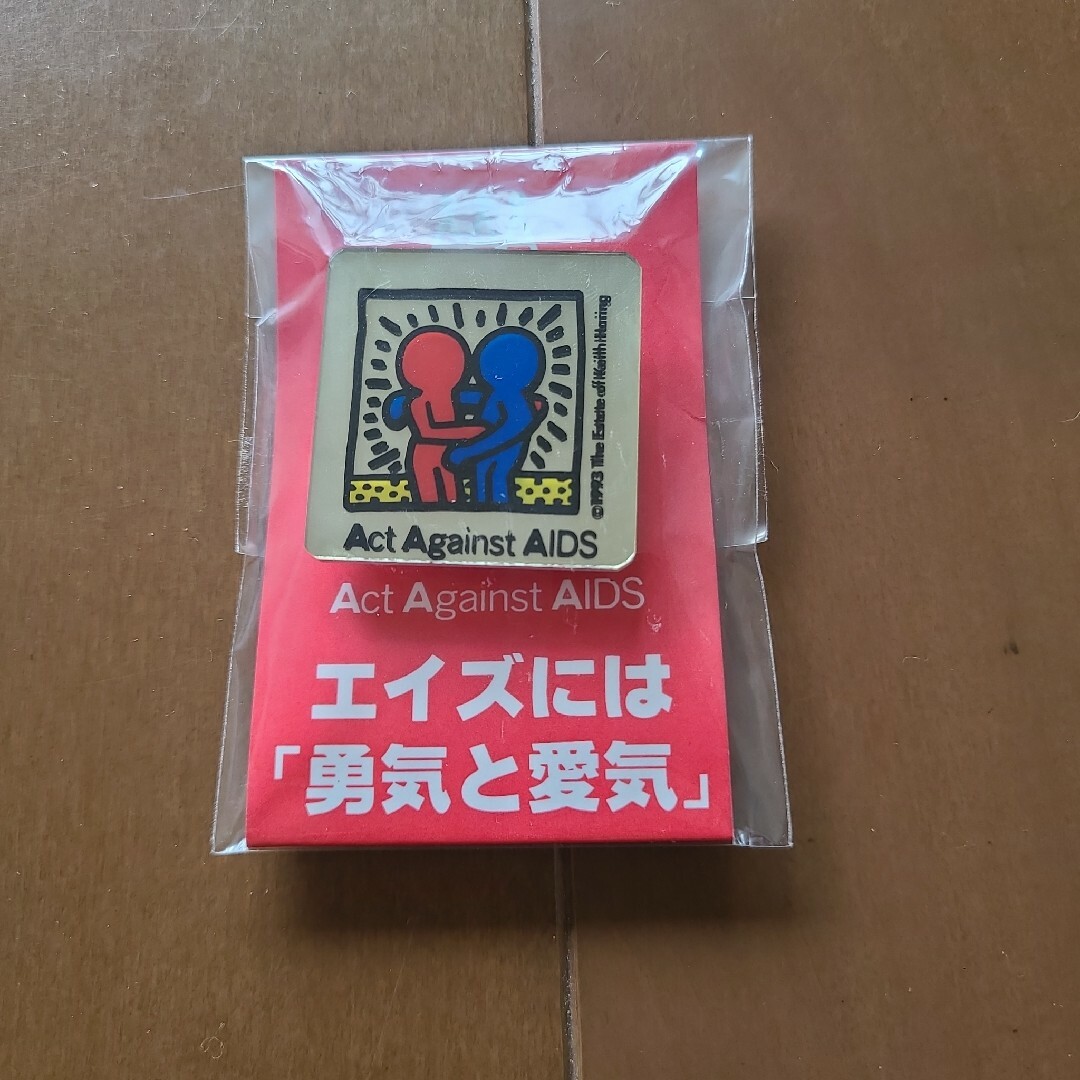 ©1993 The Estate of Keith Haring
Act Against AIDS
Act Against AIDS
エイズには
「勇気と愛気」